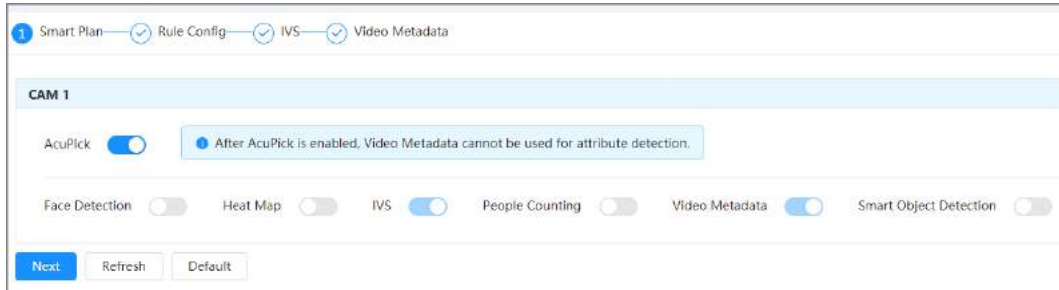 1 Smart Plan Rule Config IVS Video Metadata
CAM 1
AcuPick After AcuPick is enabled, Video Metadata cannot be used for attribute detection.
Face Detection Heat Map IVS People Counting Video Metadata Smart Object Detection
Next Refresh Default